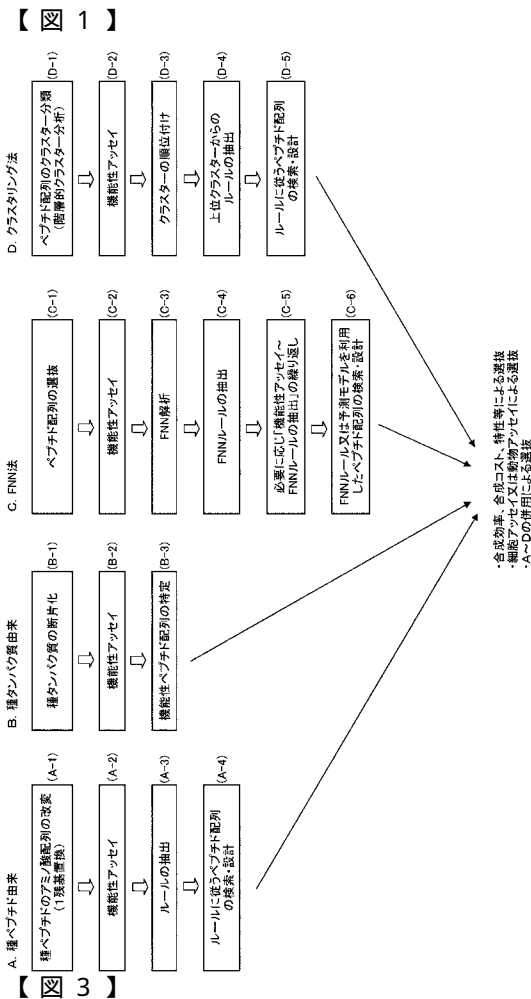 【 図 1 】
A. 種ペプチド由来
種ペプチドのアミノ酸配列の改変
(1残基置換)
(A-1)
機能性アッセイ
(A-2)
ルールの抽出
(A-3)
ルールに従うペプチド配列
の検索・設計
(A-4)
B. 種タンパク質由来
種タンパク質の断片化
(B-1)
機能性アッセイ
(B-2)
機能性ペプチド配列の特定
(B-3)
C. FNN法
ペプチド配列の選抜
(C-1)
機能性アッセイ
(C-2)
FNN解析
(C-3)
FNNルールの抽出
(C-4)
必要に応じ「機能性アッセイ~
FNNルールの抽出」の繰り返し
(C-5)
FNNルール又は予測モデルを利用
したペプチド配列の検索・設計
(C-6)
D. クラスタリング法
ペプチド配列のクラスター分類
(階層的クラスター分析)
(D-1)
機能性アッセイ
(D-2)
クラスターの順位付け
(D-3)
上位クラスターからの
ルールの抽出
(D-4)
ルールに従うペプチド配列
の検索・設計
(D-5)
・合成効率、合成コスト、特性等による選抜
・細胞アッセイ又は動物アッセイによる選抜
・A~Dの併用による選抜
【 図 3 】